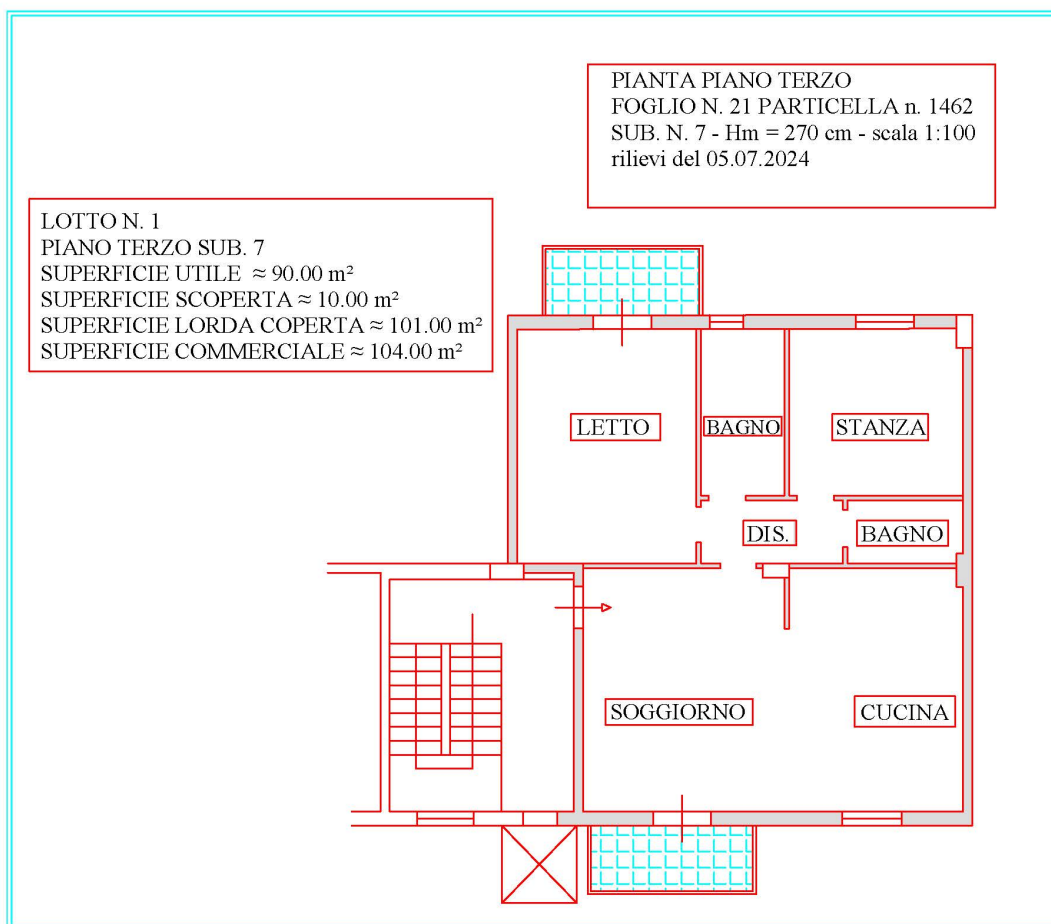 PIANTA PIANO TERZO
FOGLIO N. 21 PARTICELLA n. 1462
SUB. N. 7 - Hm = 270 cm - scala 1:100
rilievi del 05.07.2024
LOTTO N. 1
PIANO TERZO SUB. 7
SUPERFICIE UTILE ≈ 90.00 m²
SUPERFICIE SCOPERTA ≈ 10.00 m²
SUPERFICIE LORDA COPERTA ≈ 101.00 m²
SUPERFICIE COMMERCIALE ≈ 104.00 m²
LETTO
BAGNO
STANZA
DIS.
BAGNO
SOGGIORNO
CUCINA